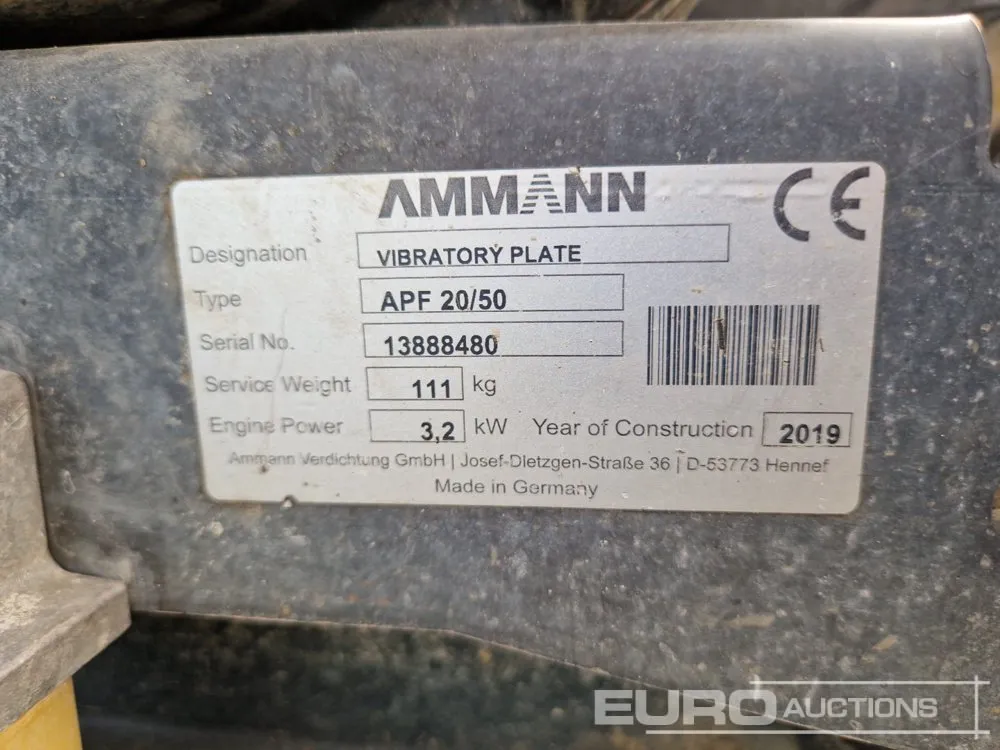 AMMANN
CE
Designation VIBRATORY PLATE
Type APF 20/50
Serial No. 13888480
Service Weight 111 kg
Engine Power 3,2 kW Year of Construction 2019
Ammann Verdichtung GmbH | Josef-Dietzgen-Straße 36 | D-53773 Hennef
Made in Germany
EURO AUCTIONS